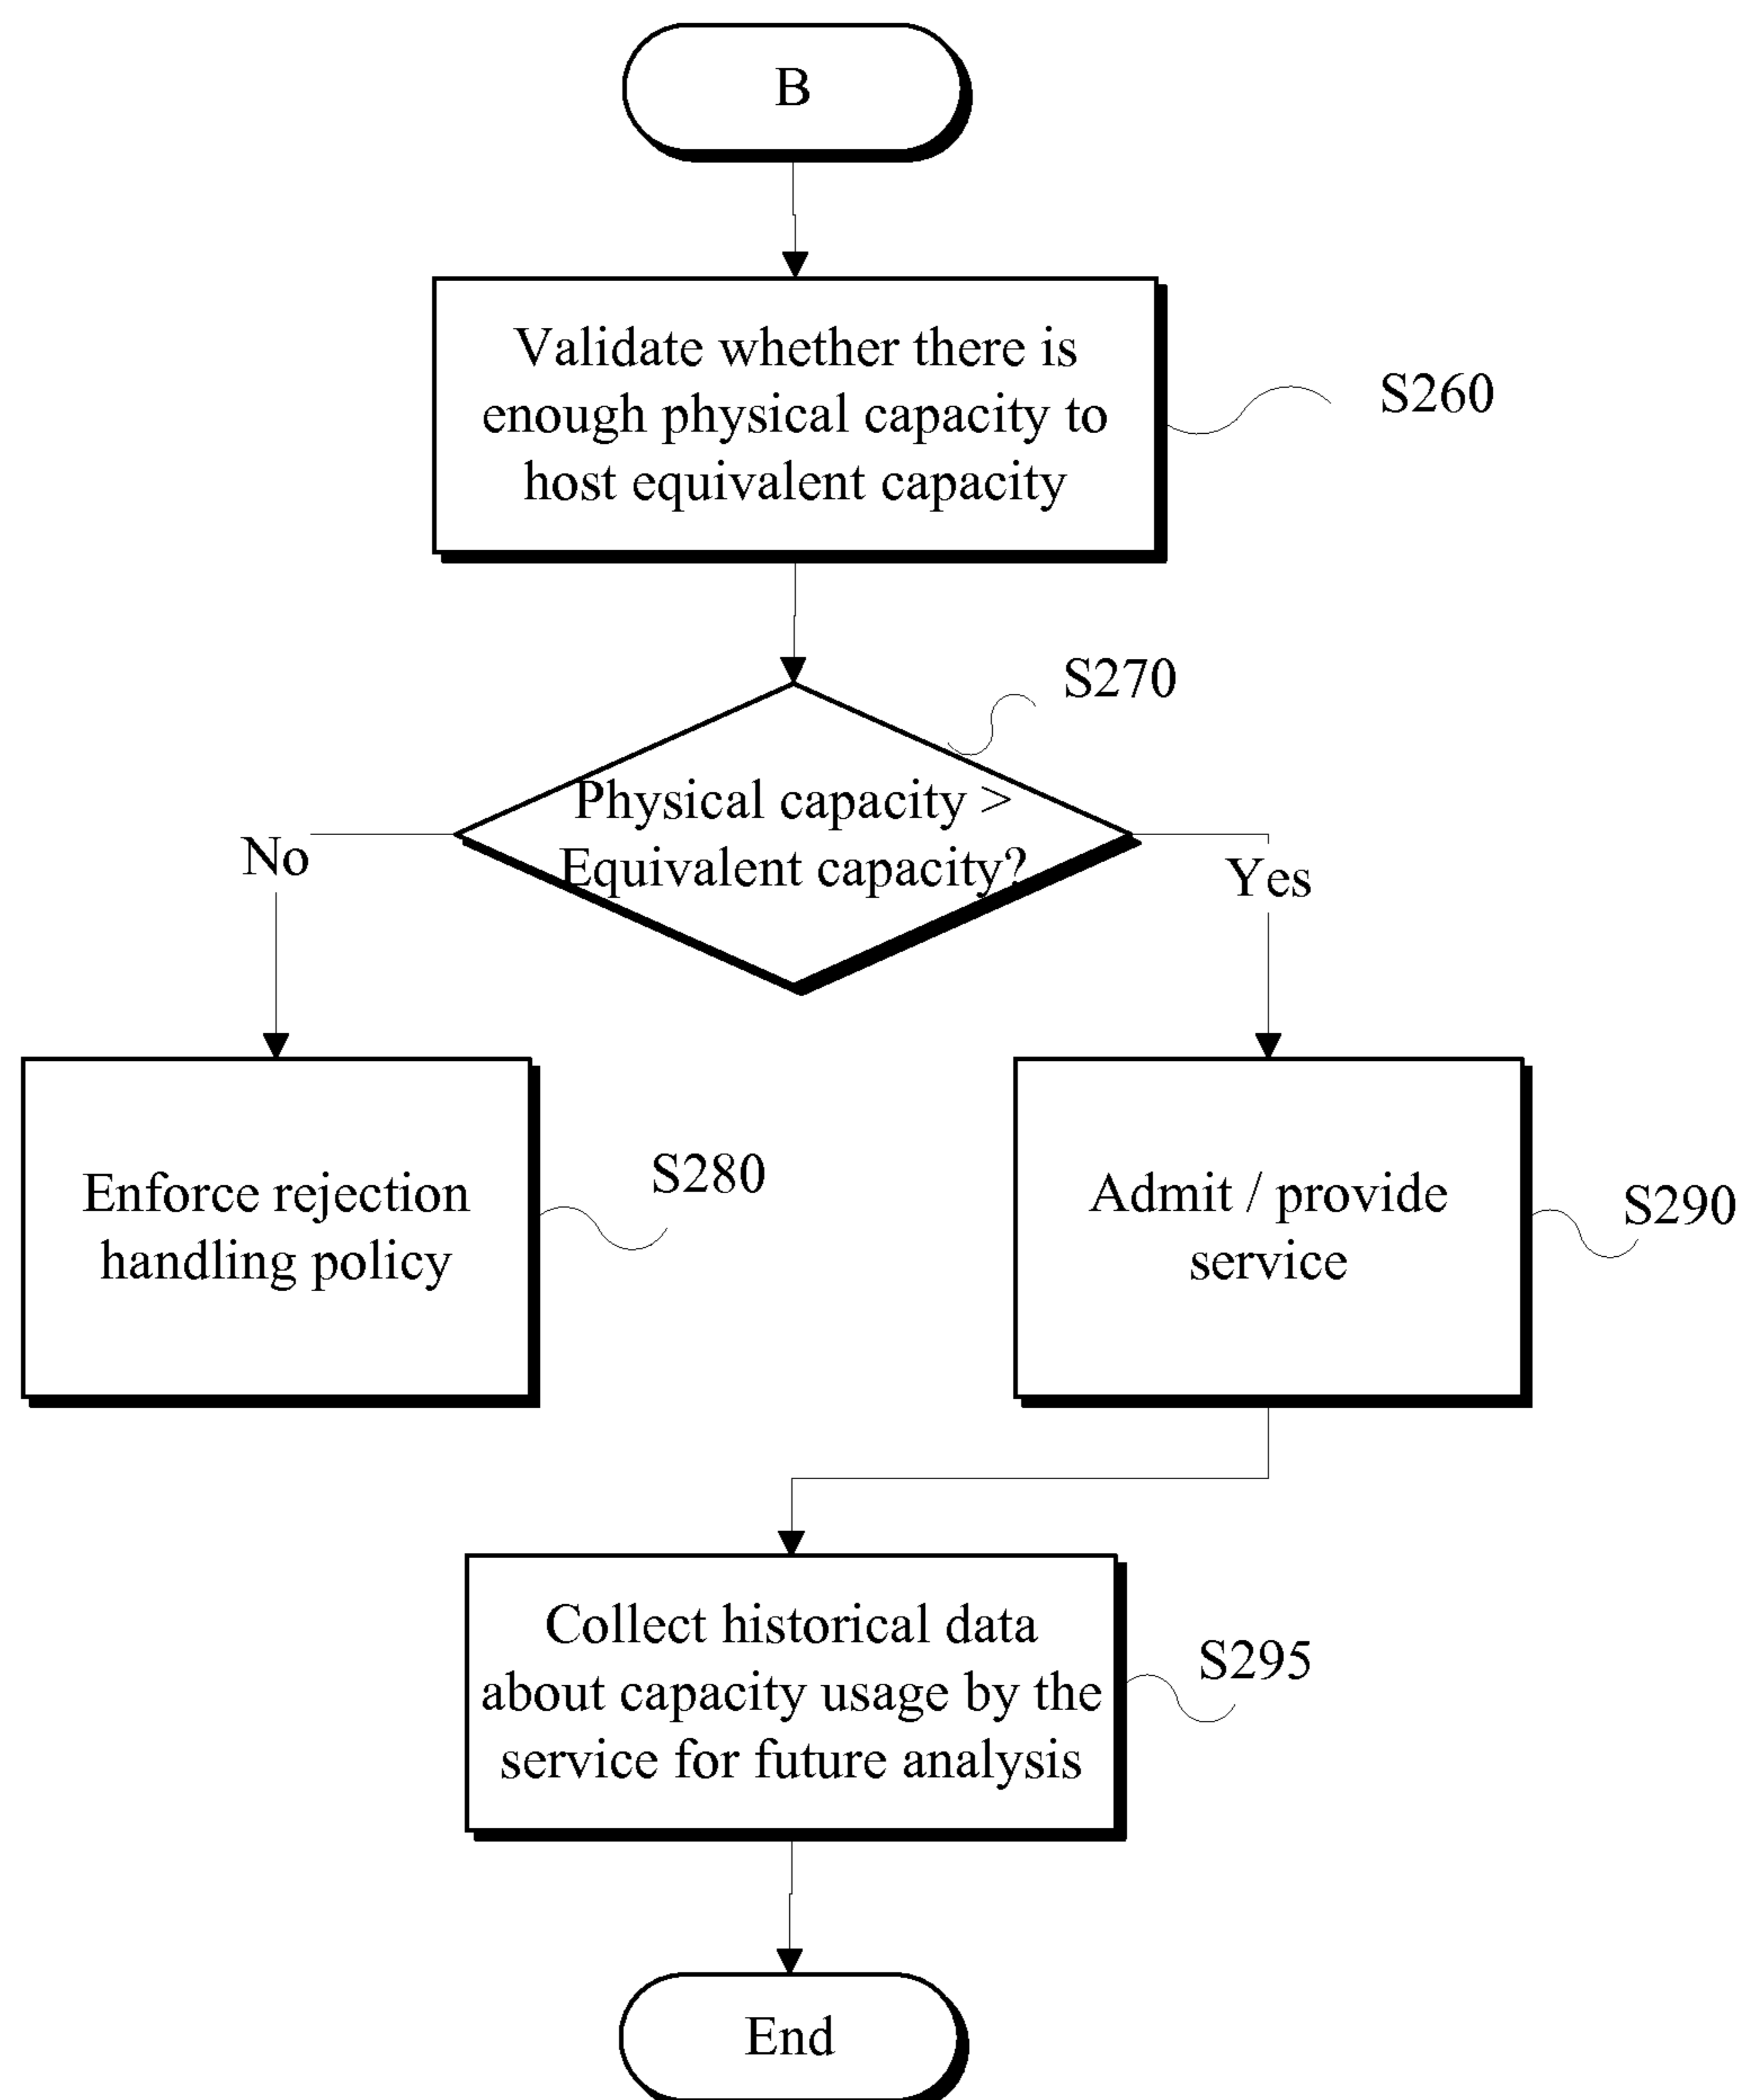 B
Validate whether there is
enough physical capacity to
host equivalent capacity
S260
S270
Physical capacity >
Equivalent capacity?
No
Yes
Enforce rejection
handling policy
S280
Admit / provide
service
S290
Collect historical data
about capacity usage by the
service for future analysis
S295
End